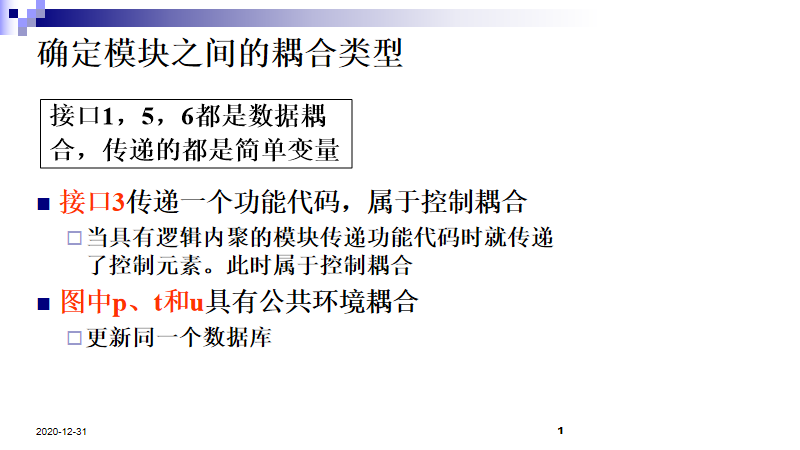 确定模块之间的耦合类型
接口1，5，6都是数据耦
合，传递的都是简单变量
接口3传递一个功能代码，属于控制耦合
当具有逻辑内聚的模块传递功能代码时就传递
了控制元素。此时属于控制耦合
图中p、t和u具有公共环境耦合
更新同一个数据库
2020-12-31
1